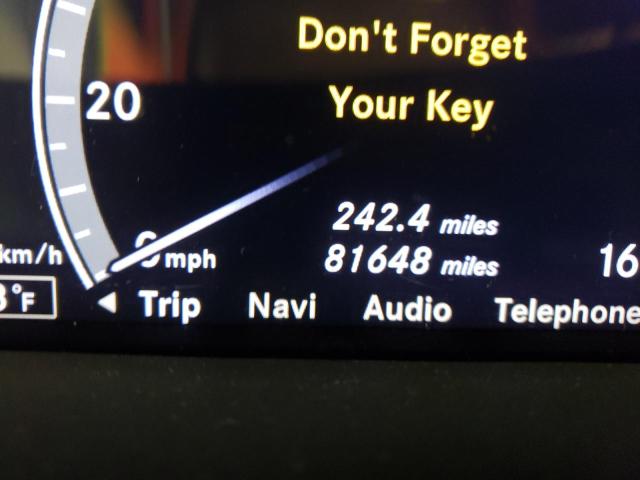 Don't Forget
Your Key
20
242.4 miles
81648 miles
km/h
mph
16
°F
Trip Navi Audio Telephone